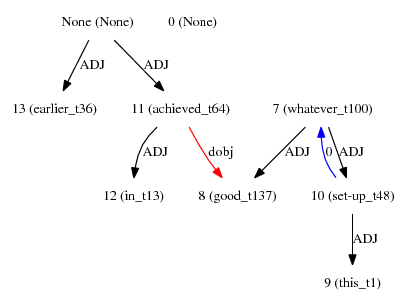 None (None) 0 (None)
ADJ ADJ
13 (earlier_t36) 11 (achieved_t64) 7 (whatever_t100)
ADJ dobj ADJ 0 ADJ
12 (in_t13) 8 (good_t137) 10 (set-up_t48)
ADJ
9 (this_t1)